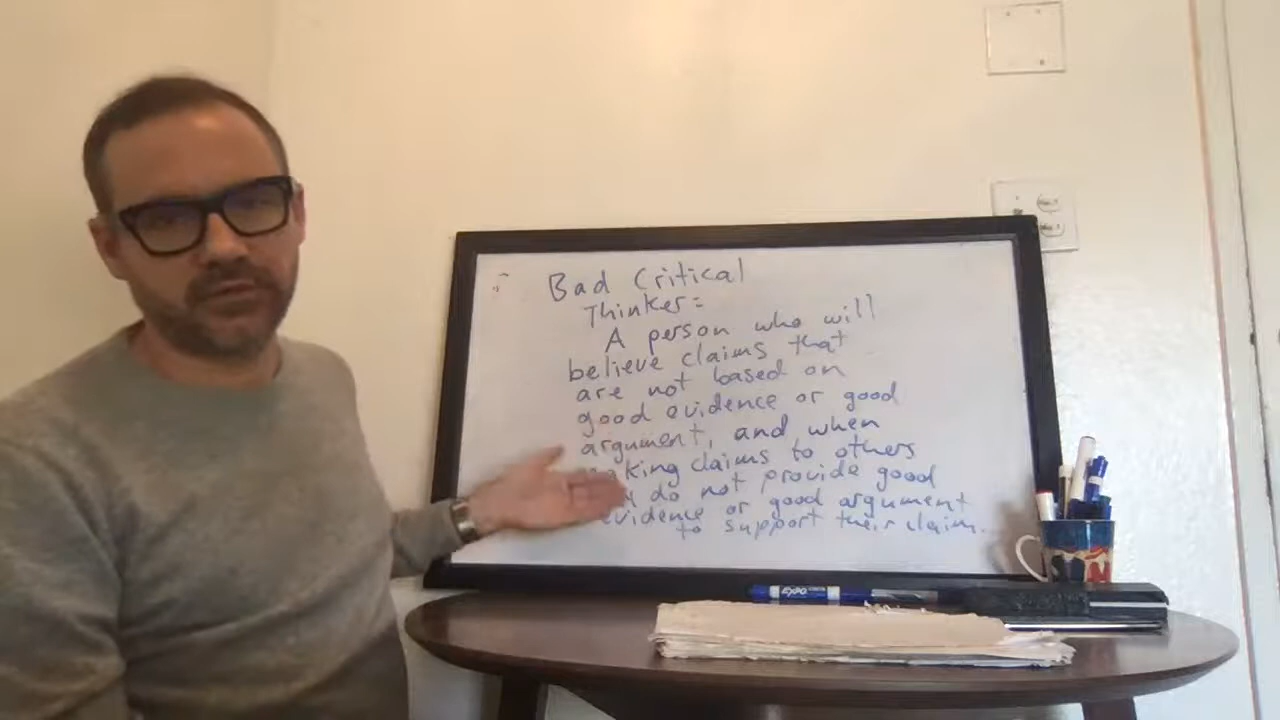 Bad Critical
Thinker:
A person who will
believe claims that
are not based on
good evidence or good
argument, and when
claims to others
do not provide good
evidence or good argument
to support their claim.
EXPO